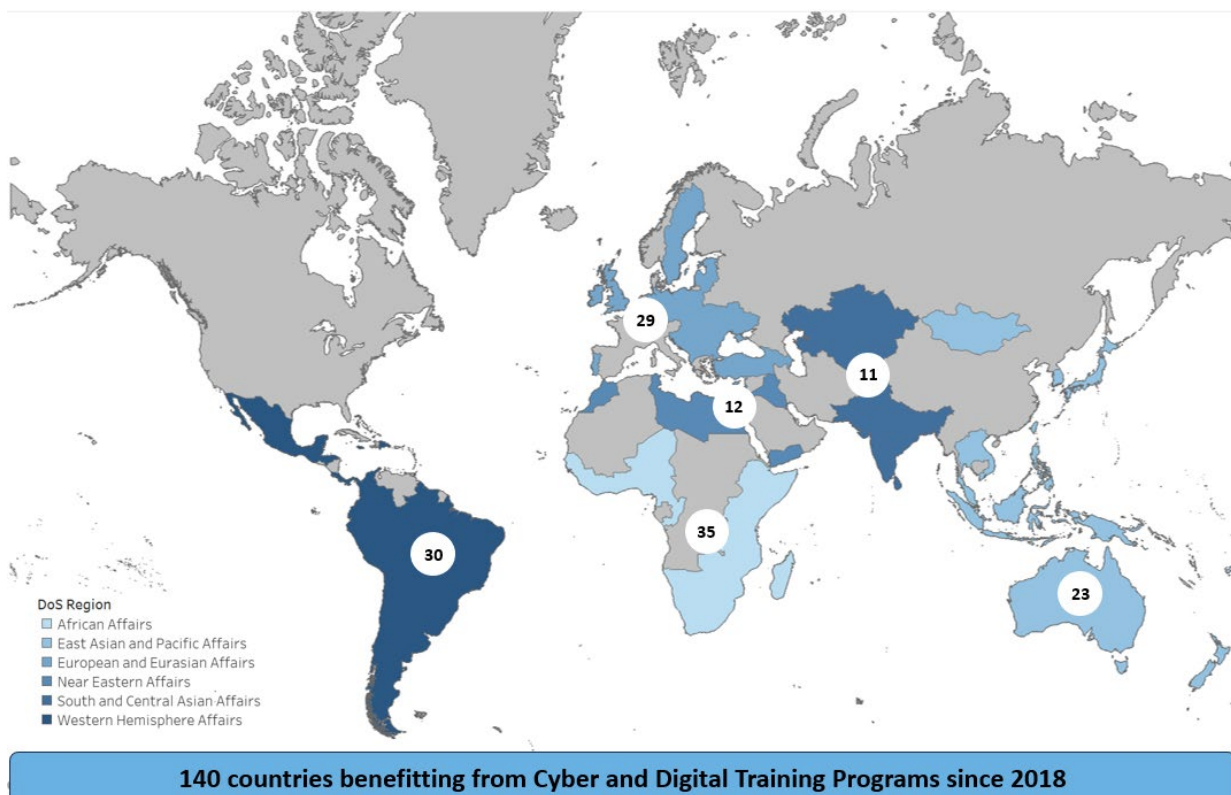 29
11
12
35
30
23
DoS Region
African Affairs
East Asian and Pacific Affairs
European and Eurasian Affairs
Near Eastern Affairs
South and Central Asian Affairs
Western Hemisphere Affairs
140 countries benefitting from Cyber and Digital Training Programs since 2018